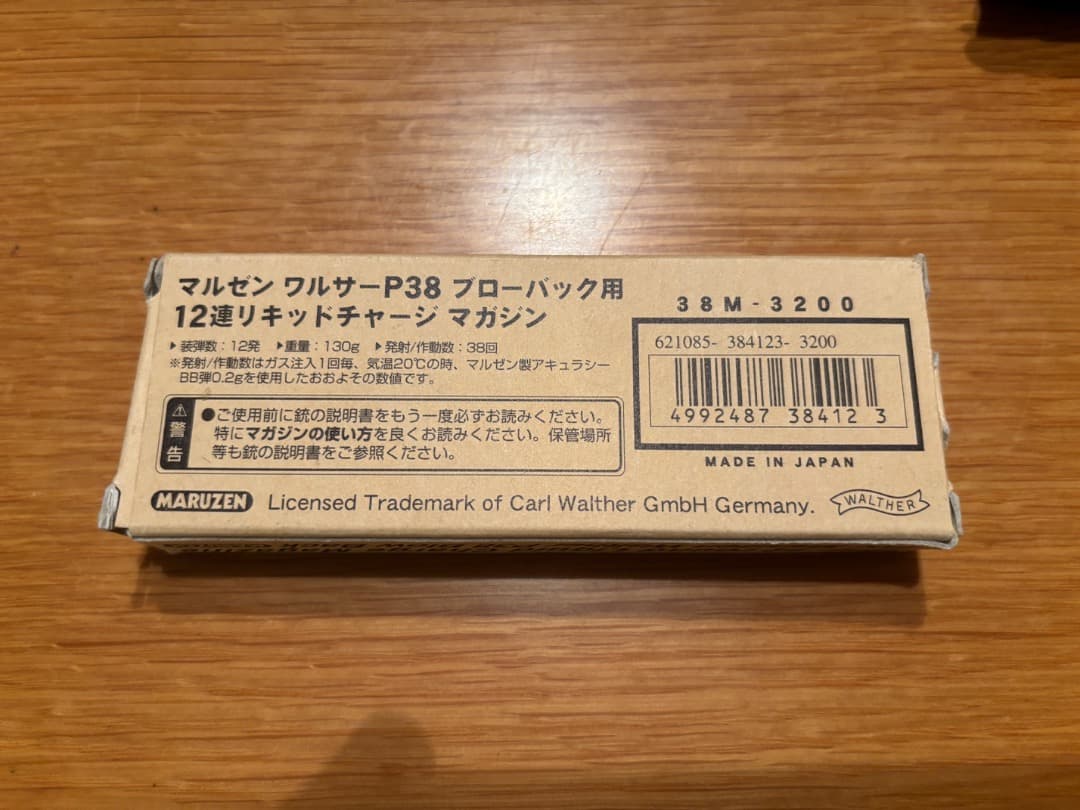 マルゼン ワルサーP38 ブローバック用
12連リキッドチャージ マガジン
▶装弾数：12発 ▶重量：130g ▶発射/作動数：38回
※発射/作動数はガス注入1回毎、気温20℃の時、マルゼン製アキュラシー
BB弾0.2gを使用したおおよその数値です。
⚠警告
●ご使用前に銃の説明書をもう一度必ずお読みください。
特にマガジンの使い方を良くお読みください。保管場所
等も銃の説明書をご参照ください。
38M-3200
621085- 384123- 3200
4992487 38412 3
MADE IN JAPAN
MARUZEN Licensed Trademark of Carl Walther GmbH Germany. WALTHER